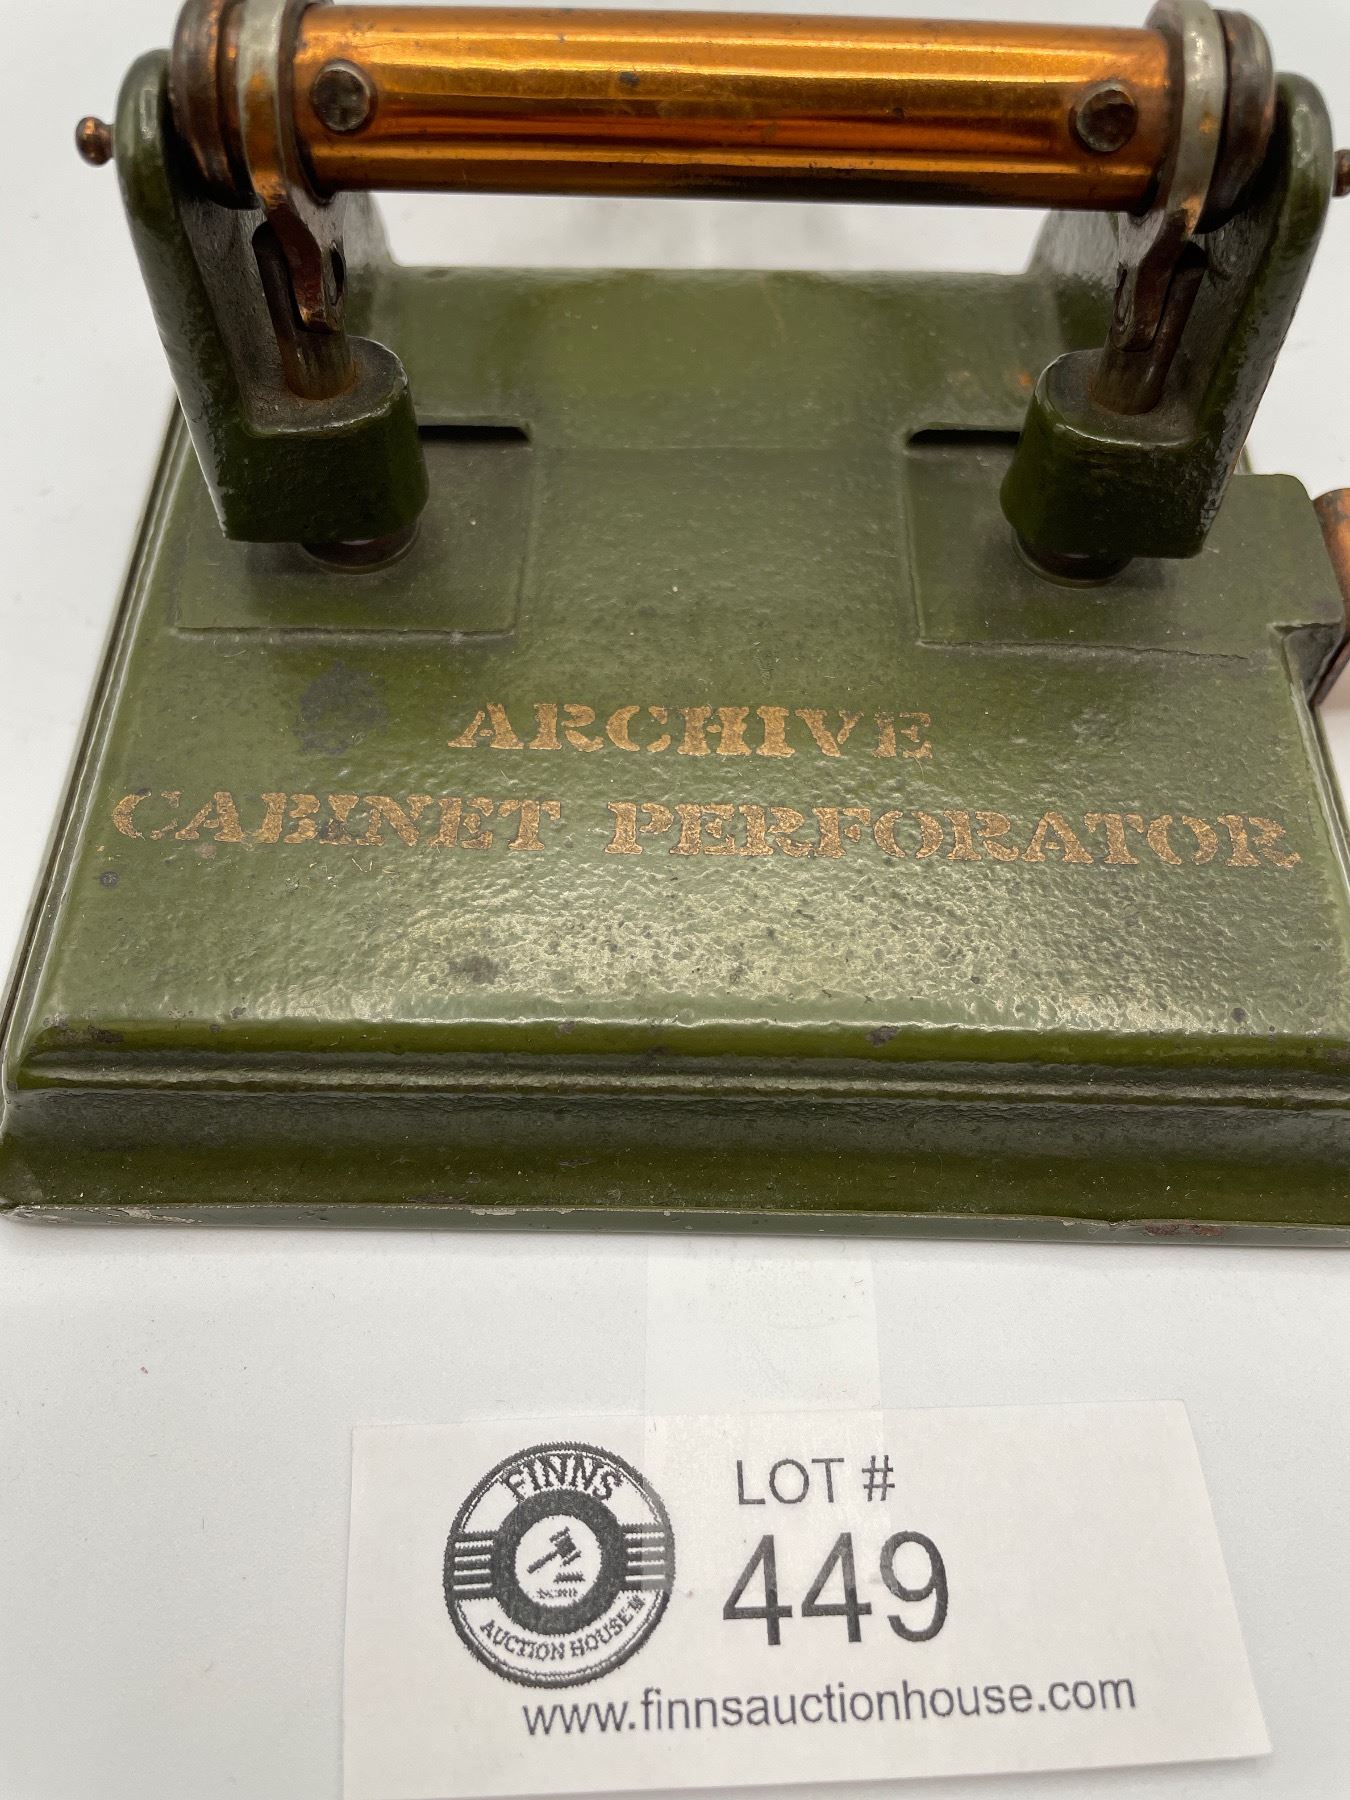 ARCHIVE
CABINET PERFORATOR
FINNS
AUCTION HOUSE
LOT #
449
www.finnsauctionhouse.com